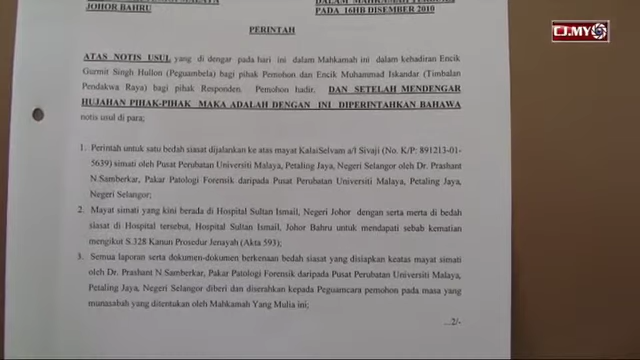 JOHOR BAHRU
DALAM MAHKAMAH TERBUKA
PADA 16HB DISEMBER 2010
.MY
PERINTAH
ATAS NOTIS USUL yang di dengar pada hari ini dalam Mahkamah ini dalam kehadiran Encik
Gurmit Singh Hullon (Peguambela) bagi pihak Pemohon dan Encik Muhammad Iskandar (Timbalan
Pendakwa Raya) bagi pihak Responden. Pemohon hadir. DAN SETELAH MENDENGAR
HUJAHAN PIHAK-PIHAK MAKA ADALAH DENGAN INI DIPERINTAHKAN BAHAWA
notis usul di para;
1. Perintah untuk satu bedah siasat dijalankan ke atas mayat KalaiSelvam a/l Sivaji (No. K/P: 891213-01-
5639) simati oleh Pusat Perubatan Universiti Malaya, Petaling Jaya, Negeri Selangor oleh Dr. Prashant
N.Samberkar, Pakar Patologi Forensik daripada Pusat Perubatan Universiti Malaya, Petaling Jaya,
Negeri Selangor;
2. Mayat simati yang kini berada di Hospital Sultan Ismail, Negeri Johor dengan serta merta di bedah
siasat di Hospital tersebut, Hospital Sultan Ismail, Johor Bahru untuk mendapati sebab kematian
mengikut S.328 Kanun Prosedur Jenayah (Akta 593);
3. Semua laporan serta dokumen-dokumen berkenaan bedah siasat yang disiapkan keatas mayat simati
oleh Dr. Prashant N.Samberkar, Pakar Patologi Forensik daripada Pusat Perubatan Universiti Malaya,
Petaling Jaya, Negeri Selangor diberi dan diserahkan kepada Peguamcara pemohon pada masa yang
munasabah yang ditentukan oleh Mahkamah Yang Mulia ini;
...2/-